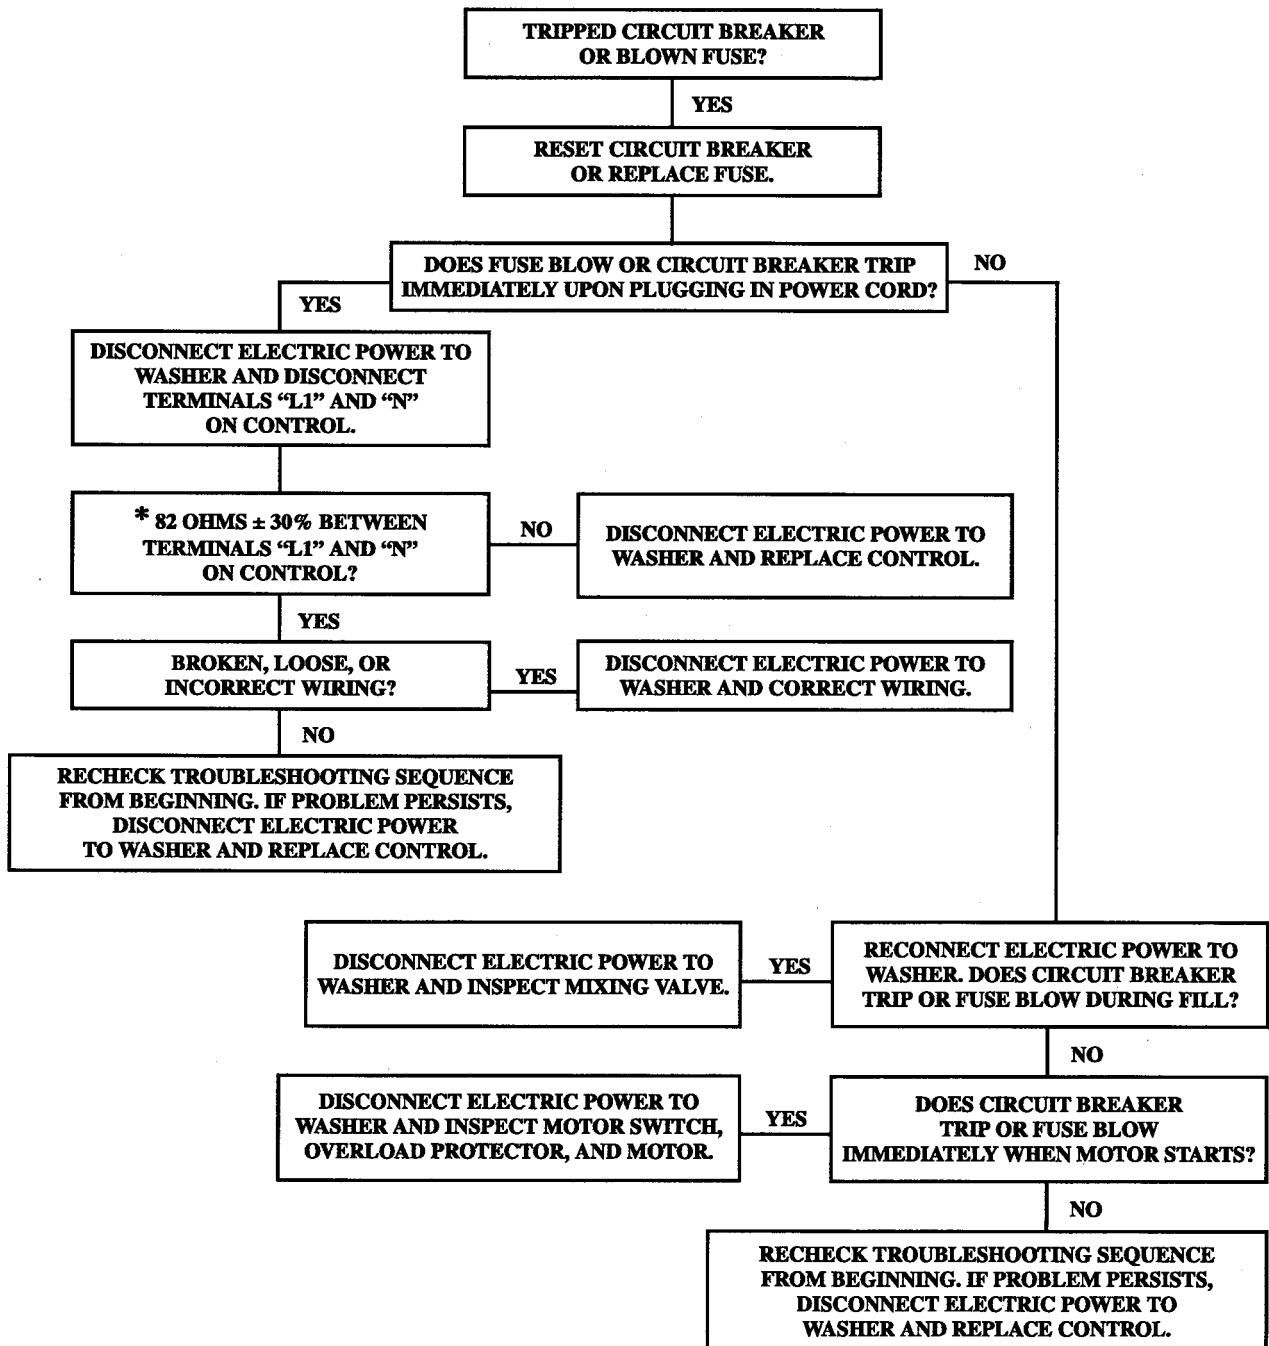 TRIPPED CIRCUIT BREAKER
OR BLOWN FUSE?
YES
RESET CIRCUIT BREAKER
OR REPLACE FUSE.
DOES FUSE BLOW OR CIRCUIT BREAKER TRIP
IMMEDIATELY UPON PLUGGING IN POWER CORD?
NO
YES
DISCONNECT ELECTRIC POWER TO
WASHER AND DISCONNECT
TERMINALS “L1” AND “N”
ON CONTROL.
* 82 OHMS ± 30% BETWEEN
TERMINALS “L1” AND “N”
ON CONTROL?
NO
DISCONNECT ELECTRIC POWER TO
WASHER AND REPLACE CONTROL.
YES
BROKEN, LOOSE, OR
INCORRECT WIRING?
YES
DISCONNECT ELECTRIC POWER TO
WASHER AND CORRECT WIRING.
NO
RECHECK TROUBLESHOOTING SEQUENCE
FROM BEGINNING. IF PROBLEM PERSISTS,
DISCONNECT ELECTRIC POWER
TO WASHER AND REPLACE CONTROL.
RECONNECT ELECTRIC POWER TO
WASHER. DOES CIRCUIT BREAKER
TRIP OR FUSE BLOW DURING FILL?
YES
DISCONNECT ELECTRIC POWER TO
WASHER AND INSPECT MIXING VALVE.
NO
DOES CIRCUIT BREAKER
TRIP OR FUSE BLOW
IMMEDIATELY WHEN MOTOR STARTS?
YES
DISCONNECT ELECTRIC POWER TO
WASHER AND INSPECT MOTOR SWITCH,
OVERLOAD PROTECTOR, AND MOTOR.
NO
RECHECK TROUBLESHOOTING SEQUENCE
FROM BEGINNING. IF PROBLEM PERSISTS,
DISCONNECT ELECTRIC POWER TO
WASHER AND REPLACE CONTROL.